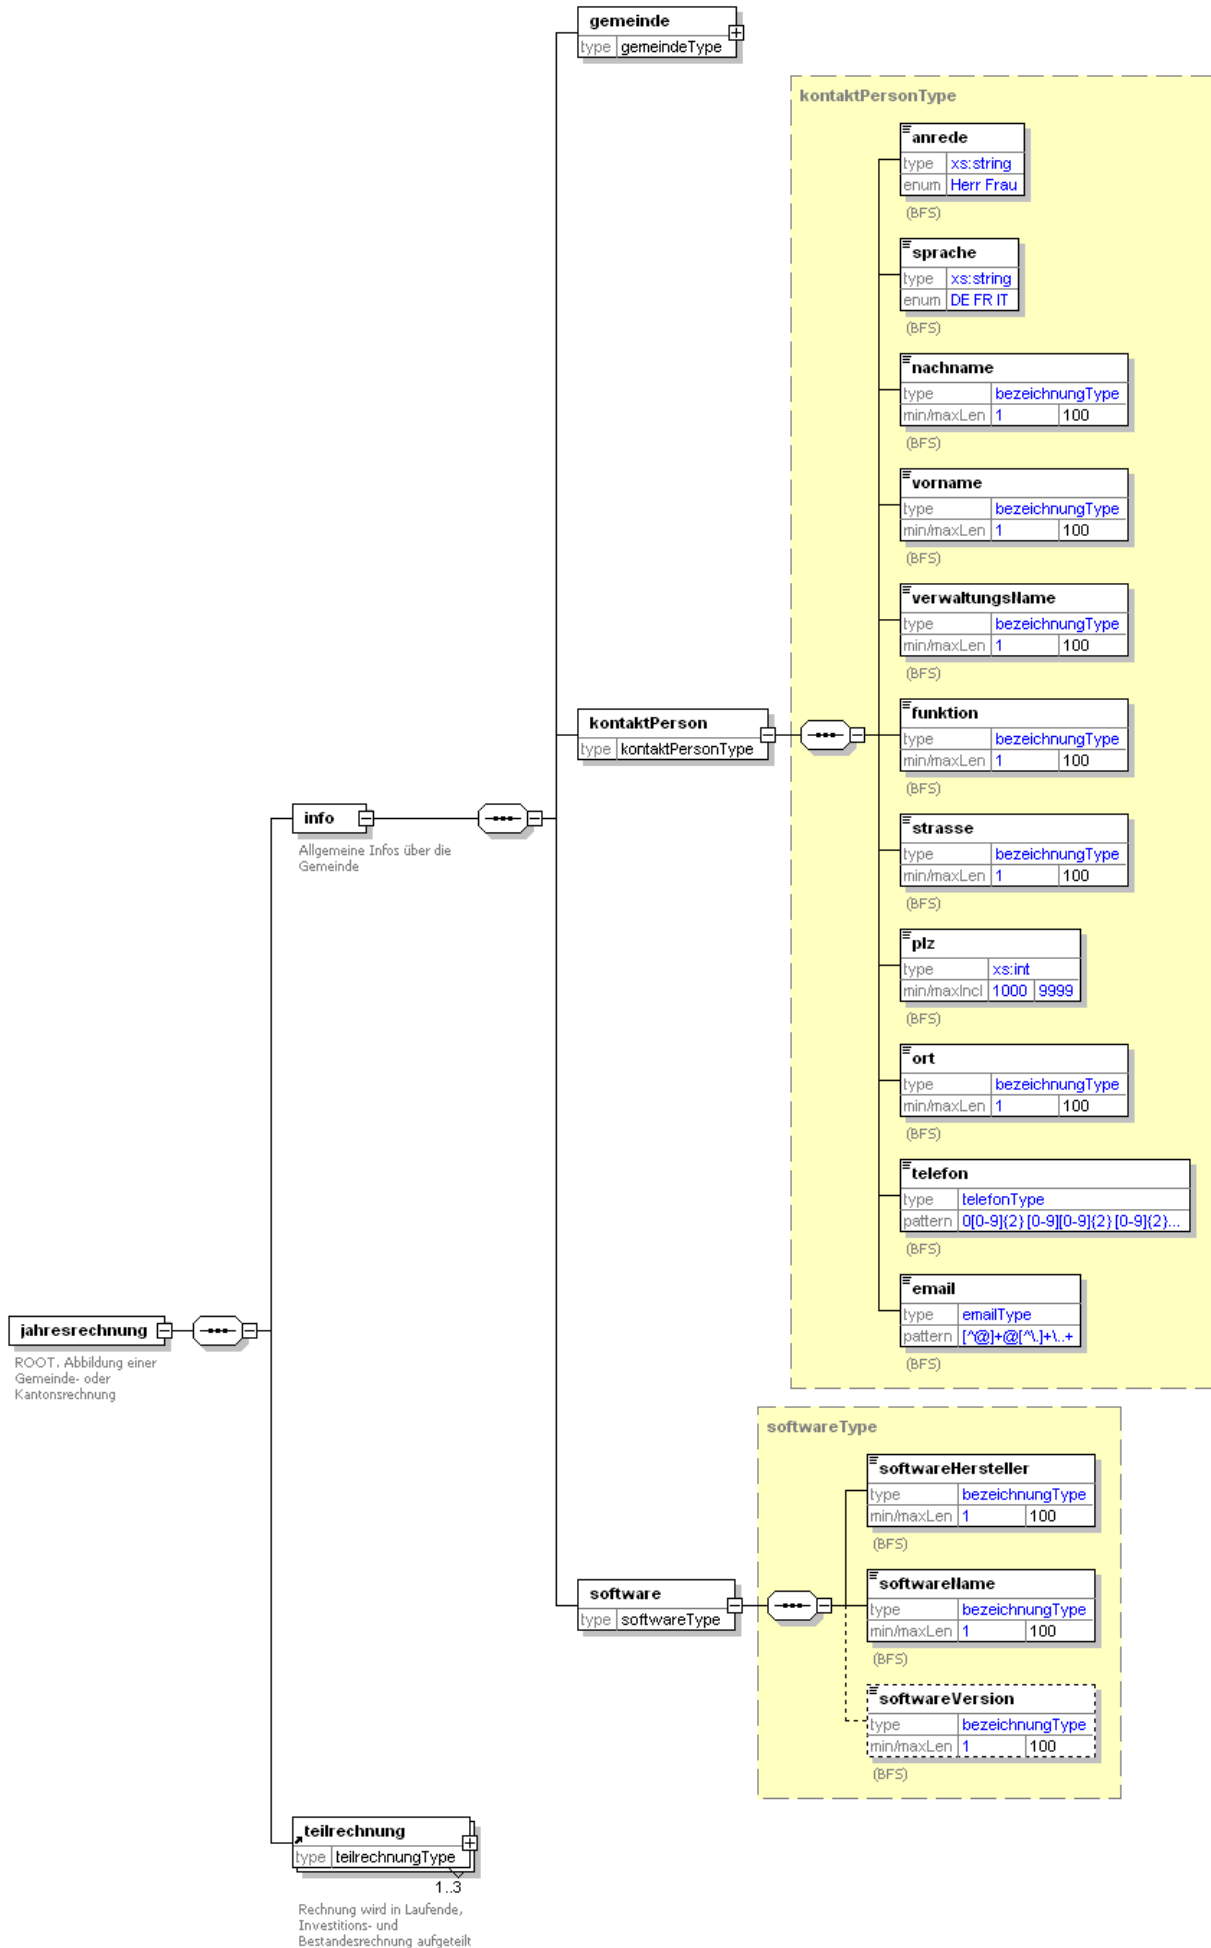 gemeinde
type gemeindeType
kontaktPersonType
anrede
type xs:string
enum Herr Frau
(BFS)
sprache
type xs:string
enum DE FR IT
(BFS)
nachname
type bezeichnungType
min/maxLen 1 100
(BFS)
vorname
type bezeichnungType
min/maxLen 1 100
(BFS)
verwaltungsName
type bezeichnungType
min/maxLen 1 100
(BFS)
kontaktPerson
type kontaktPersonType
funktion
type bezeichnungType
min/maxLen 1 100
(BFS)
info
Allgemeine Infos über die
Gemeinde
strasse
type bezeichnungType
min/maxLen 1 100
(BFS)
plz
type xs:int
min/maxIncl 1000 9999
(BFS)
ort
type bezeichnungType
min/maxLen 1 100
(BFS)
telefon
type telefonType
pattern 0[0-9]{2} [0-9][0-9]{2} [0-9]{2}...
(BFS)
email
type emailType
pattern [^@]+@[^\.]+\..+
(BFS)
jahresrechnung
ROOT. Abbildung einer
Gemeinde- oder
Kantonsrechnung
softwareType
softwareHersteller
type bezeichnungType
min/maxLen 1 100
(BFS)
software
type softwareType
softwareName
type bezeichnungType
min/maxLen 1 100
(BFS)
softwareVersion
type bezeichnungType
min/maxLen 1 100
(BFS)
teilrechnung
type teilrechnungType
1..3
Rechnung wird in Laufende,
Investitions- und
Bestandesrechnung aufgeteilt